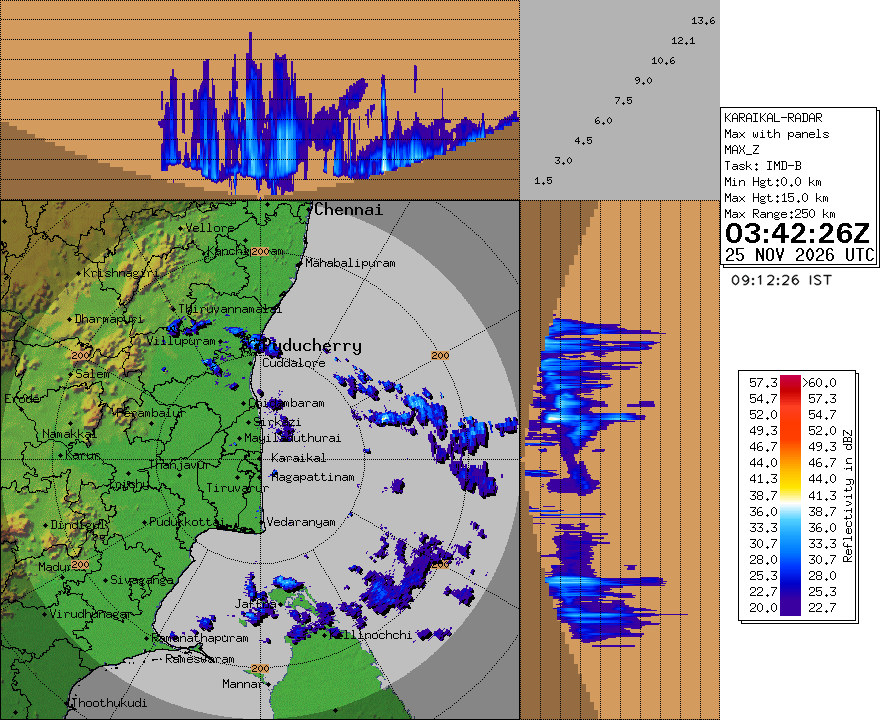 13.6
12.1
10.6
9.0
7.5
6.0
4.5
3.0
1.5
KARAIKAL-RADAR
Max with panels
MAX_Z
Task: IMD-B
Min Hgt:0.0 km
Max Hgt:15.0 km
Max Range:250 km
03:42:26Z
25 NOV 2026 UTC
09:12:26 IST
Chennai
Vellore
200
Mahabalipuram
Krishnagiri
Thiruvannamalai
Dharmapuri
Villupuram
Puducherry
200
200
Cuddalore
Salem
Erode
Perambalur
Sirkazi
Namakkal
Mayiladuthurai
Karur
Thanjavur
Karaikal
Nagapattinam
Tiruvarur
Pudukkottai
Vedaranyam
Dindigul
200
200
Sivaganga
Virudhunagar
Ramanathapuram
Killinochchi
Rameswaram
200
Mannar
Thoothukudi
57.3 >60.0
54.7 57.3
52.0 54.7
49.3 52.0
46.7 49.3
44.0 46.7
41.3 44.0
38.7 41.3
36.0 38.7
33.3 36.0
30.7 33.3
28.0 30.7
25.3 28.0
22.7 25.3
20.0 22.7
Reflectivity in dBZ